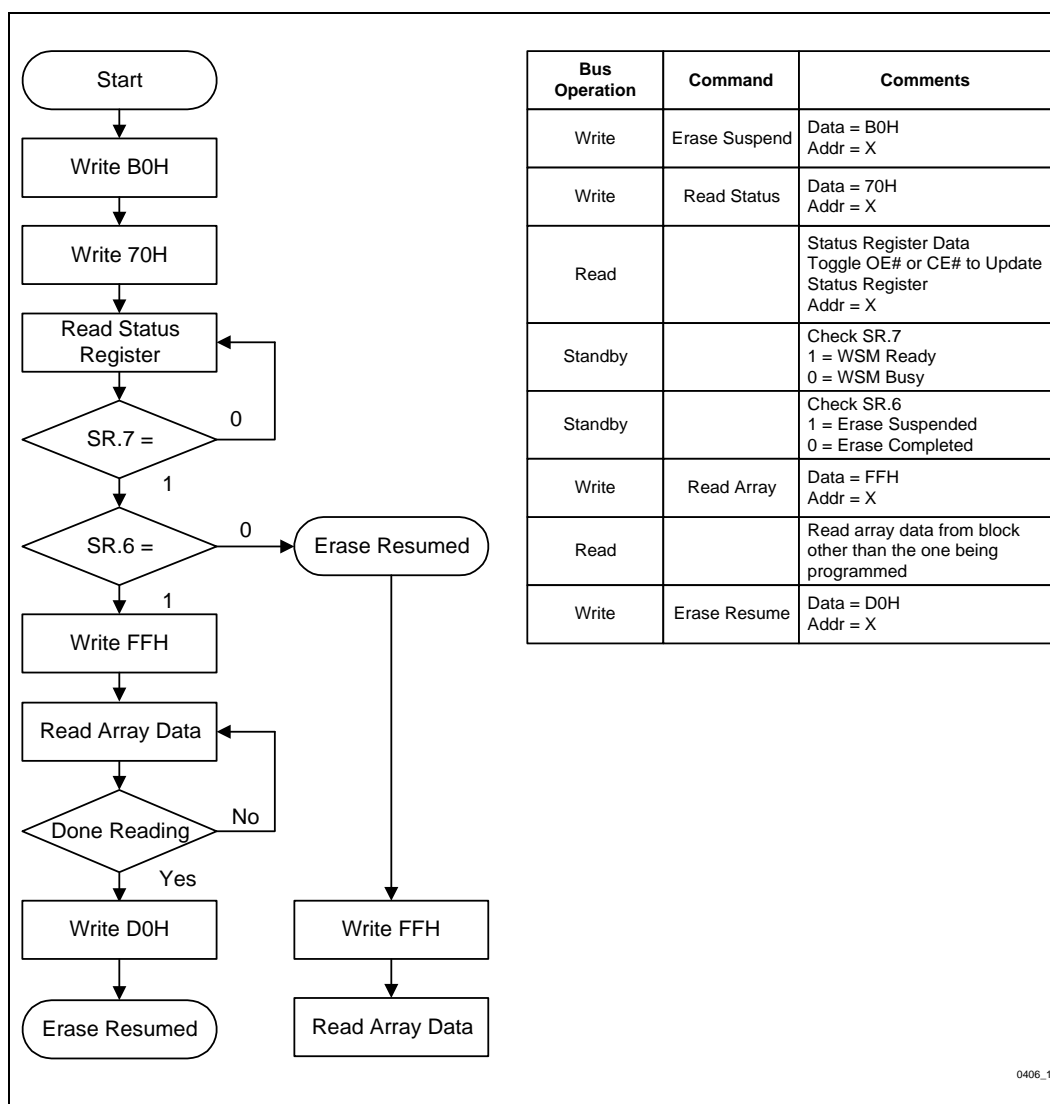 Start
Write B0H
Write 70H
Read Status
Register
SR.7 =
0
1
SR.6 =
0
Erase Resumed
1
Write FFH
Read Array Data
Done Reading
No
Yes
Write D0H
Erase Resumed
Write FFH
Read Array Data
Bus
Operation
Command
Comments
Write
Erase Suspend
Data = B0H
Addr = X
Write
Read Status
Data = 70H
Addr = X
Read
Status Register Data
Toggle OE# or CE# to Update
Status Register
Addr = X
Standby
Check SR.7
1 = WSM Ready
0 = WSM Busy
Standby
Check SR.6
1 = Erase Suspended
0 = Erase Completed
Write
Read Array
Data = FFH
Addr = X
Read
Read array data from block
other than the one being
programmed
Write
Erase Resume
Data = D0H
Addr = X
0406_1